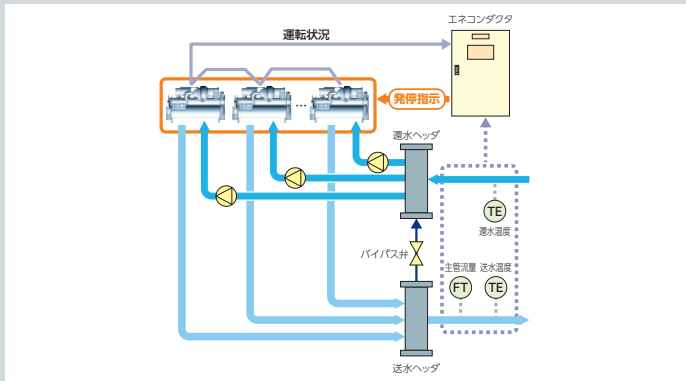 エネコンダクタ
運転状況
発停指示
...
還水ヘッダ
TE
還水温度
バイパス弁
主管流量
送水温度
FT
TE
送水ヘッダ